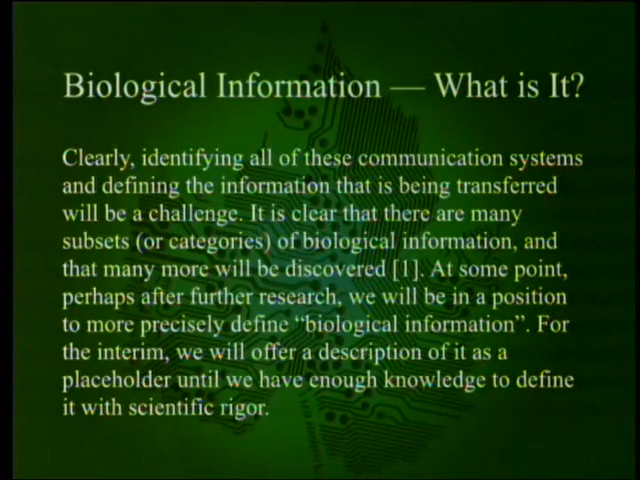 Biological Information — What is It?
Clearly, identifying all of these communication systems
and defining the information that is being transferred
will be a challenge. It is clear that there are many
subsets (or categories) of biological information, and
that many more will be discovered [1]. At some point,
perhaps after further research, we will be in a position
to more precisely define “biological information”. For
the interim, we will offer a description of it as a
placeholder until we have enough knowledge to define
it with scientific rigor.